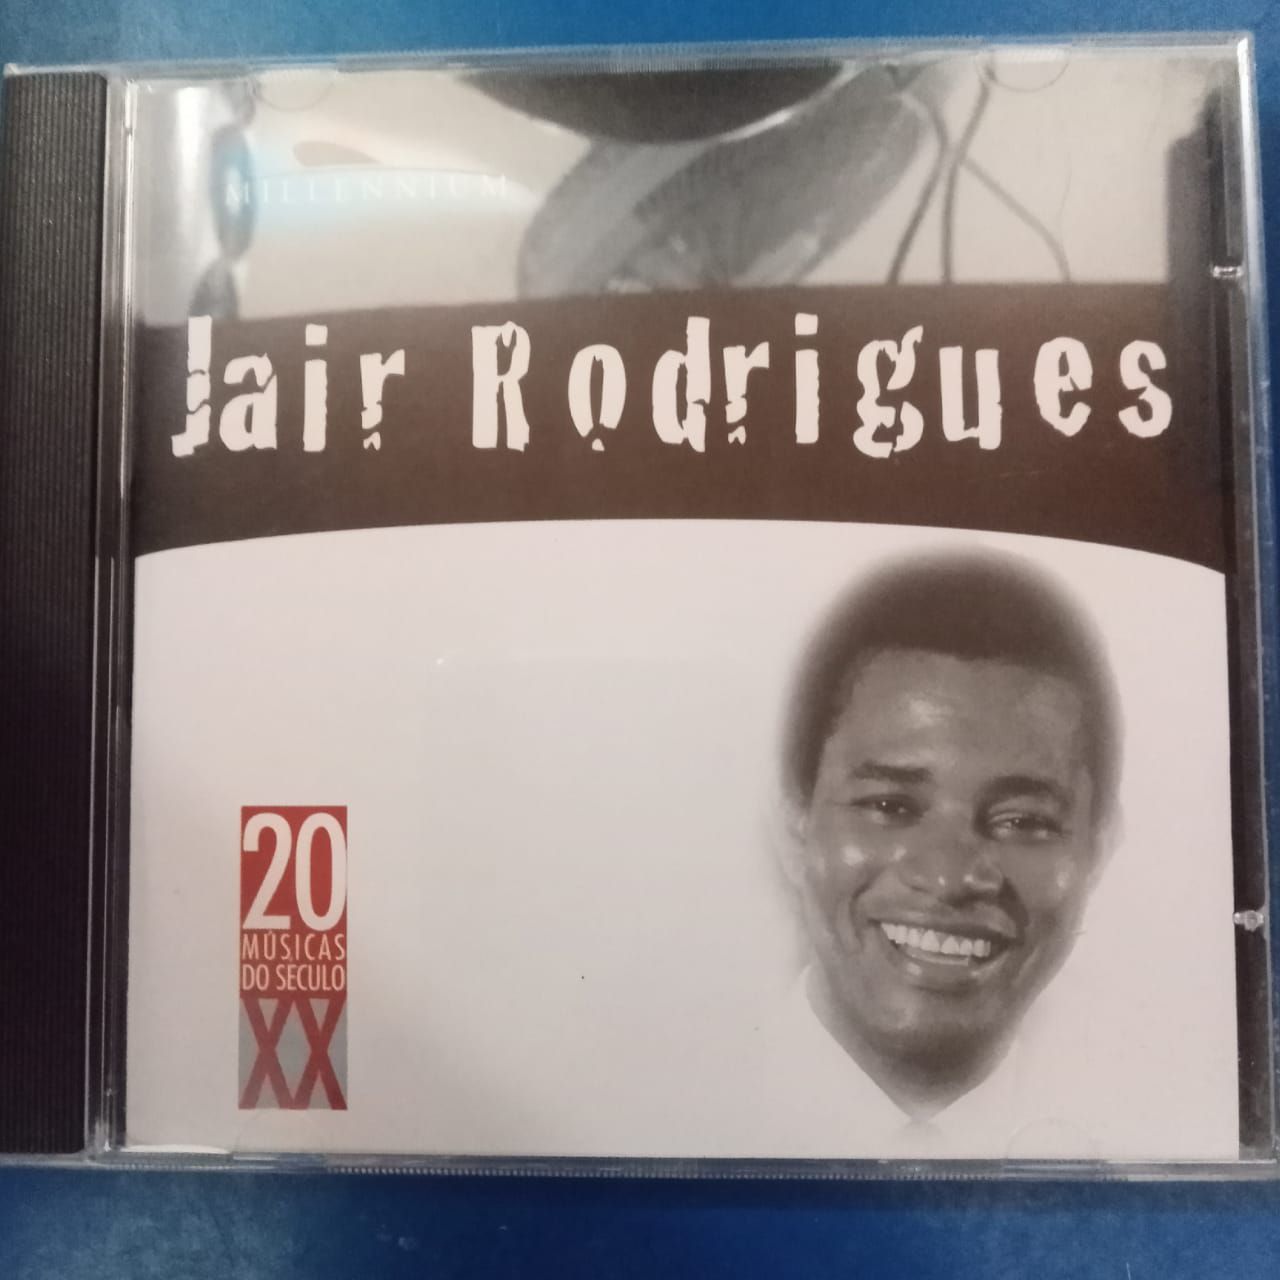 MILLENNIUM
Jair Rodrigues
20
MÚSICAS
DO SÉCULO
XX